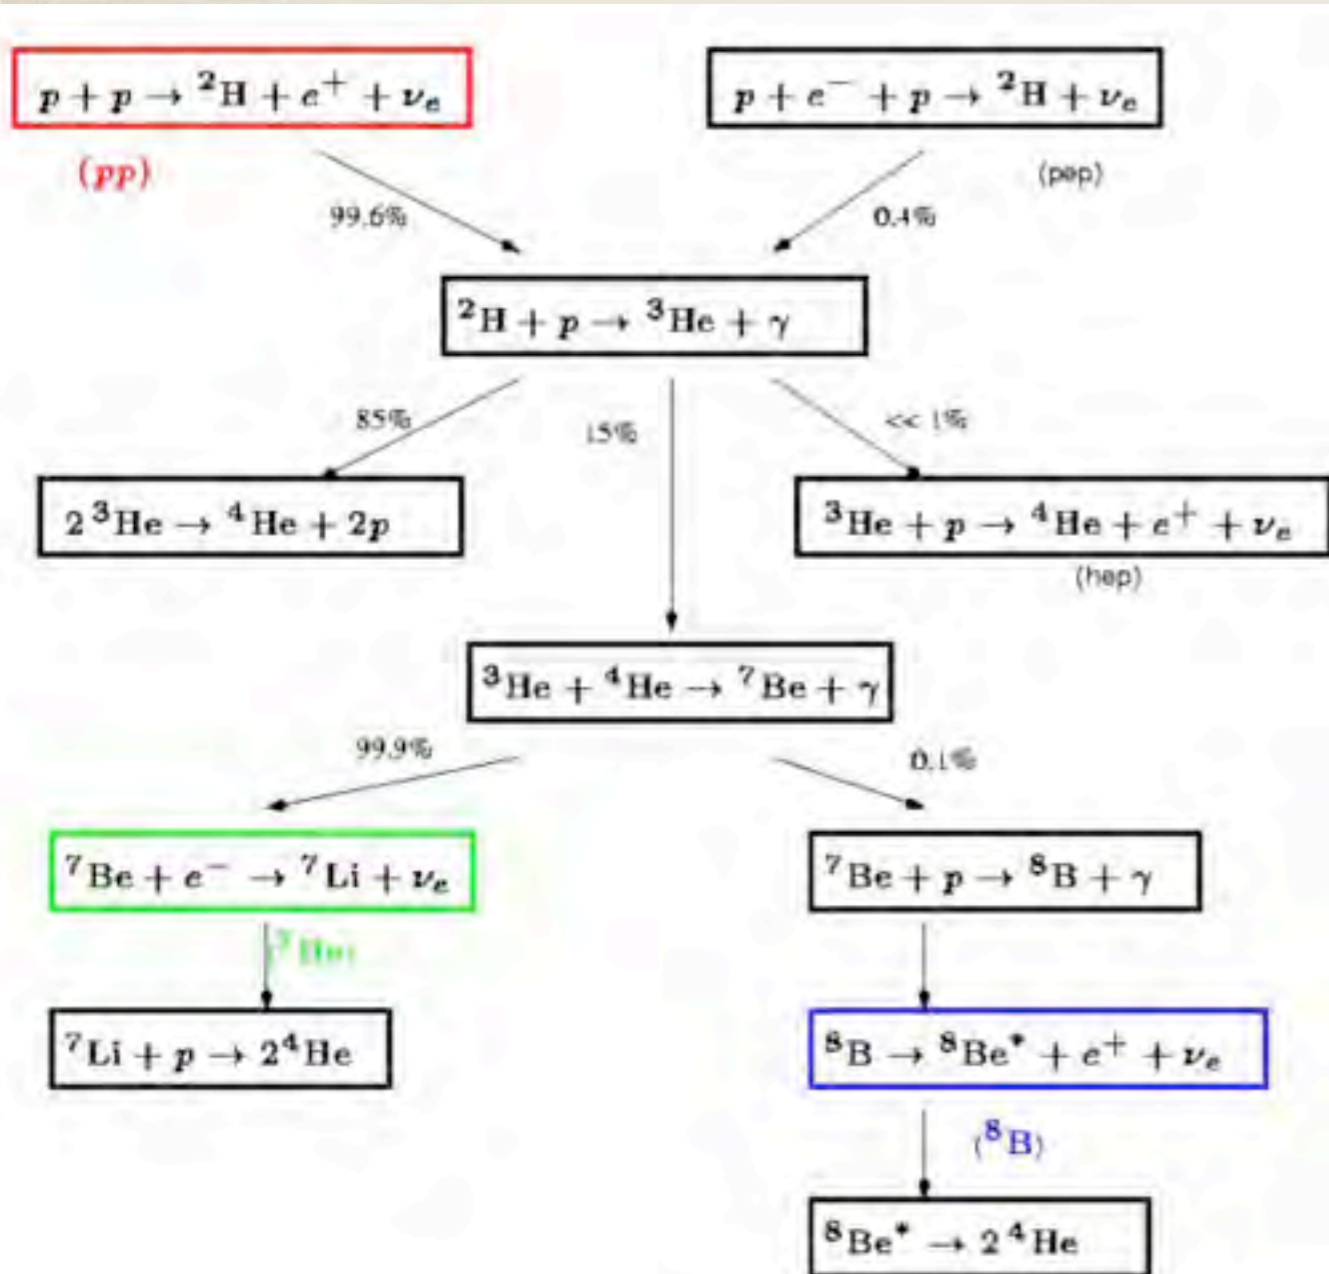 p + p → ²H + e⁺ + νₑ
p + e⁻ + p → ²H + νₑ
(pp)
(pep)
99.6%
0.4%
²H + p → ³He + γ
85%
15%
<< 1%
2 ³He → ⁴He + 2p
³He + p → ⁴He + e⁺ + νₑ
(hep)
³He + ⁴He → ⁷Be + γ
99.9%
0.1%
⁷Be + e⁻ → ⁷Li + νₑ
⁷Be + p → ⁸B + γ
⁷Li + p → 2⁴He
⁸B → ⁸Be* + e⁺ + νₑ
(⁸B)
⁸Be* → 2 ⁴He